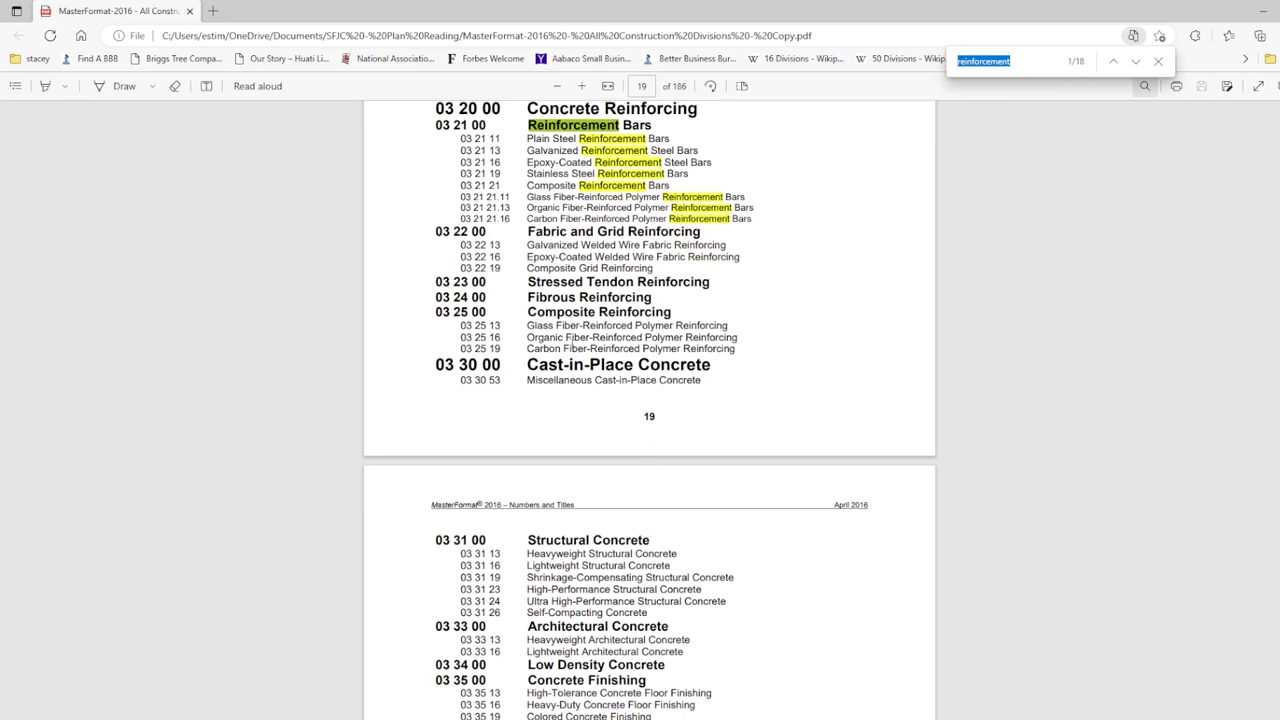 MasterFormat-2016 - All Constru
File
C:/Users/estim/OneDrive/Documents/SFJC%20-%20Plan%20Reading/MasterFormat-2016%20-%20All%20Construction%20Divisions%20-%20Copy.pdf
reinforcement 1/18
stacey
Find A BBB
Briggs Tree Compan...
Our Story – Huati Li...
National Association...
Forbes Welcome
Aabaco Small Busin...
Better Business Bur...
16 Divisions - Wikip...
50 Divisions - Wikip
Draw
Read aloud
19 of 186
03 20 00 Concrete Reinforcing
03 21 00 Reinforcement Bars
03 21 11 Plain Steel Reinforcement Bars
03 21 13 Galvanized Reinforcement Steel Bars
03 21 16 Epoxy-Coated Reinforcement Steel Bars
03 21 19 Stainless Steel Reinforcement Bars
03 21 21 Composite Reinforcement Bars
03 21 21.11 Glass Fiber-Reinforced Polymer Reinforcement Bars
03 21 21.13 Organic Fiber-Reinforced Polymer Reinforcement Bars
03 21 21.16 Carbon Fiber-Reinforced Polymer Reinforcement Bars
03 22 00 Fabric and Grid Reinforcing
03 22 13 Galvanized Welded Wire Fabric Reinforcing
03 22 16 Epoxy-Coated Welded Wire Fabric Reinforcing
03 22 19 Composite Grid Reinforcing
03 23 00 Stressed Tendon Reinforcing
03 24 00 Fibrous Reinforcing
03 25 00 Composite Reinforcing
03 25 13 Glass Fiber-Reinforced Polymer Reinforcing
03 25 16 Organic Fiber-Reinforced Polymer Reinforcing
03 25 19 Carbon Fiber-Reinforced Polymer Reinforcing
03 30 00 Cast-in-Place Concrete
03 30 53 Miscellaneous Cast-in-Place Concrete
19
MasterFormat® 2016 – Numbers and Titles April 2016
03 31 00 Structural Concrete
03 31 13 Heavyweight Structural Concrete
03 31 16 Lightweight Structural Concrete
03 31 19 Shrinkage-Compensating Structural Concrete
03 31 23 High-Performance Structural Concrete
03 31 24 Ultra High-Performance Structural Concrete
03 31 26 Self-Compacting Concrete
03 33 00 Architectural Concrete
03 33 13 Heavyweight Architectural Concrete
03 33 16 Lightweight Architectural Concrete
03 34 00 Low Density Concrete
03 35 00 Concrete Finishing
03 35 13 High-Tolerance Concrete Floor Finishing
03 35 16 Heavy-Duty Concrete Floor Finishing
03 35 19 Colored Concrete Finishing